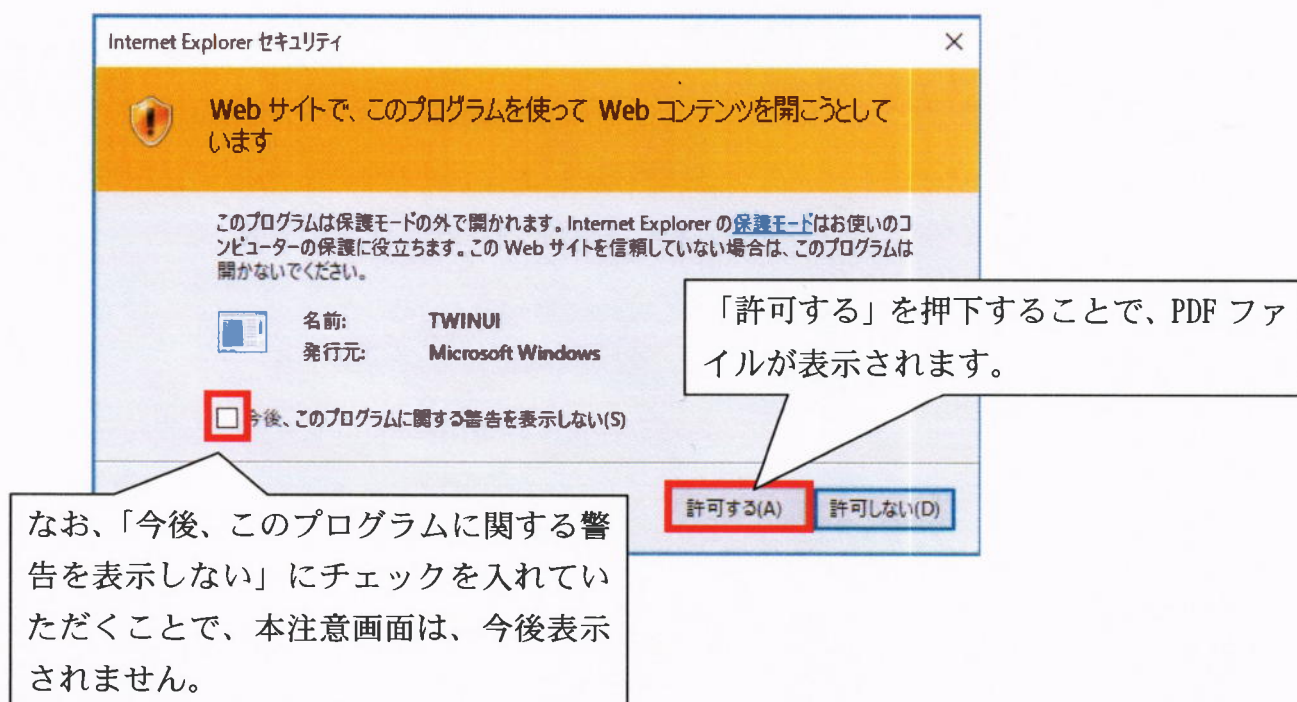 Internet Explorer セキュリティ
Web サイトで、このプログラムを使って Web コンテンツを開こうとして
います
このプログラムは保護モードの外で開かれます。Internet Explorer の保護モードはお使いのコ
ンピューターの保護に役立ちます。この Web サイトを信頼していない場合は、このプログラムは
開かないでください。
名前: TWINUI
発行元: Microsoft Windows
「許可する」を押下することで、PDF ファ
イルが表示されます。
今後、このプログラムに関する警告を表示しない(S)
許可する(A) 許可しない(D)
なお、「今後、このプログラムに関する警
告を表示しない」にチェックを入れてい
ただくことで、本注意画面は、今後表示
されません。